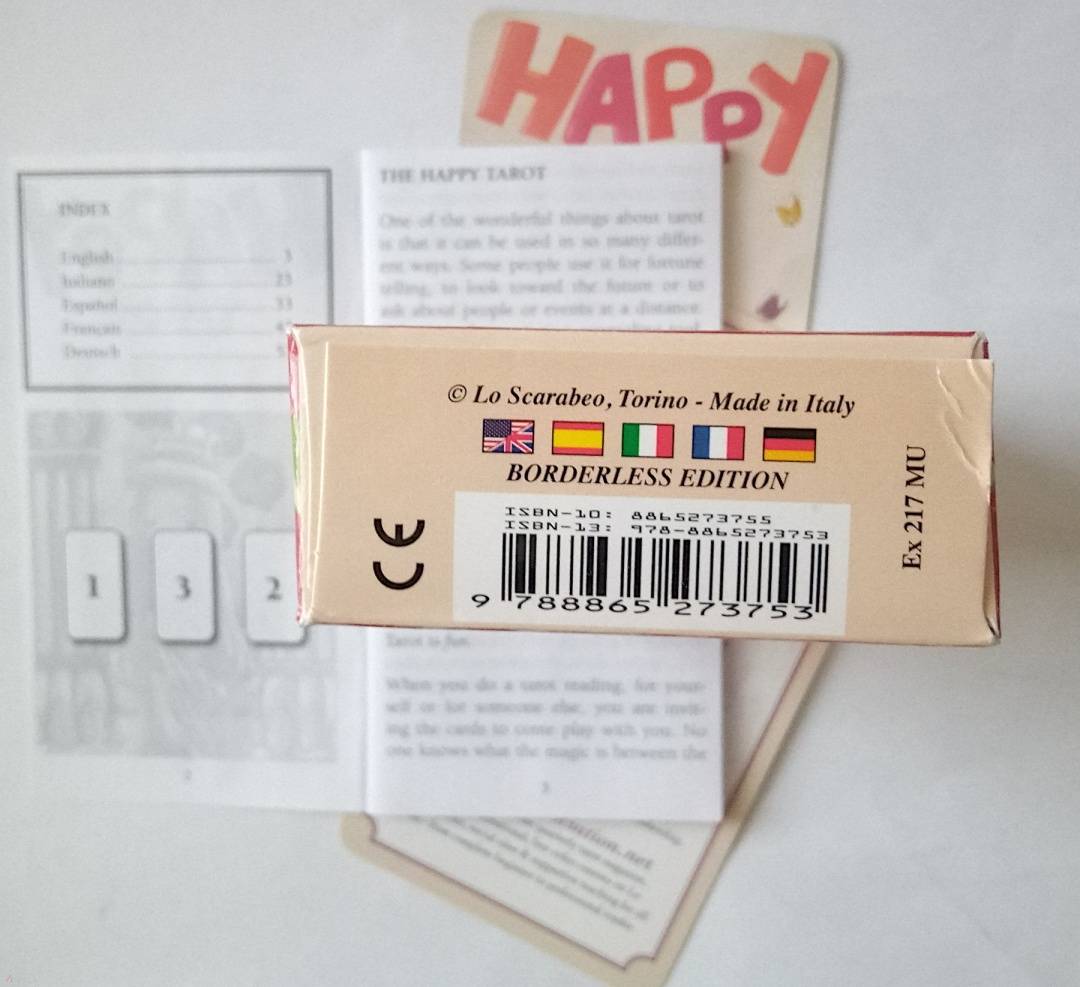 HAPPY
INDEX
English 3
Italiano 23
Español 33
Français
Deutsch
1
3
2
2
THE HAPPY TAROT
One of the wonderful things about tarot
is that it can be used in so many differ-
ent ways. Some people use it for fortune
telling, to look toward the future or to
ask about people or events at a distance.
© Lo Scarabeo, Torino - Made in Italy
BORDERLESS EDITION
ISBN-10: 8865273755
ISBN-13: 978-8865273753
9 788865 273753
CE
Ex 217 MU
Tarot is fun.
When you do a tarot reading, for your-
self or for someone else, you are invit-
ing the cards to come play with you. No
one knows what the magic is between the
3